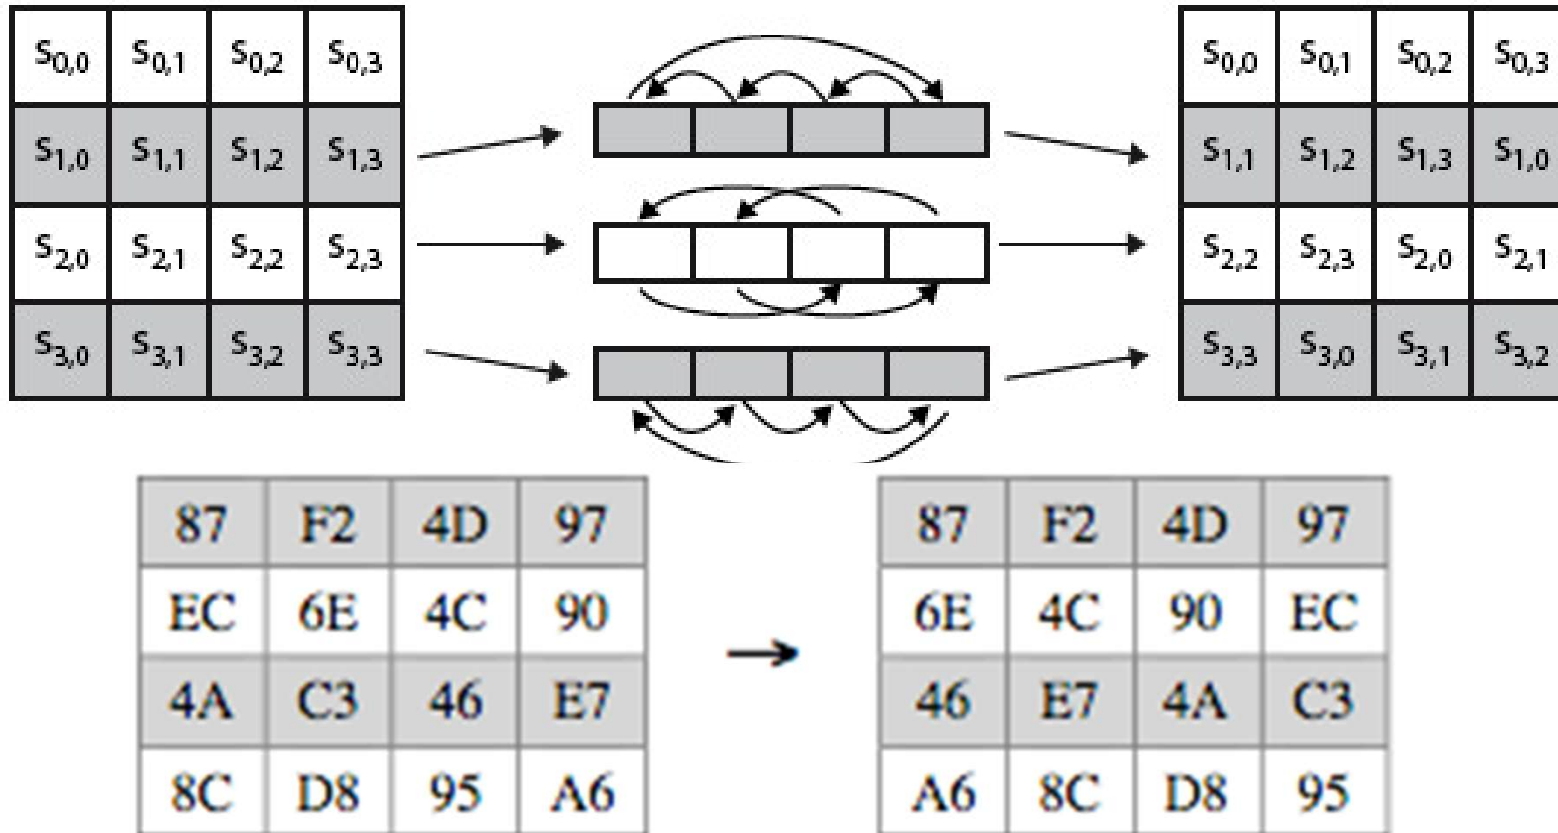 S0,0 S0,1 S0,2 S0,3 S0,0 S0,1 S0,2 S0,3
S1,0 S1,1 S1,2 S1,3 S1,1 S1,2 S1,3 S1,0
S2,0 S2,1 S2,2 S2,3 S2,2 S2,3 S2,0 S2,1
S3,0 S3,1 S3,2 S3,3 S3,3 S3,0 S3,1 S3,2
87 F2 4D 97 87 F2 4D 97
EC 6E 4C 90 6E 4C 90 EC
4A C3 46 E7 46 E7 4A C3
8C D8 95 A6 A6 8C D8 95